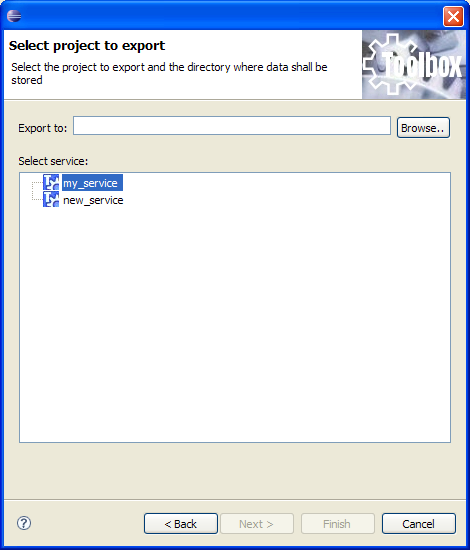 Select project to export
Select the project to export and the directory where data shall be
stored
Toolbox
Export to:
Browse..
Select service:
my_service
new_service
?
< Back
Next >
Finish
Cancel